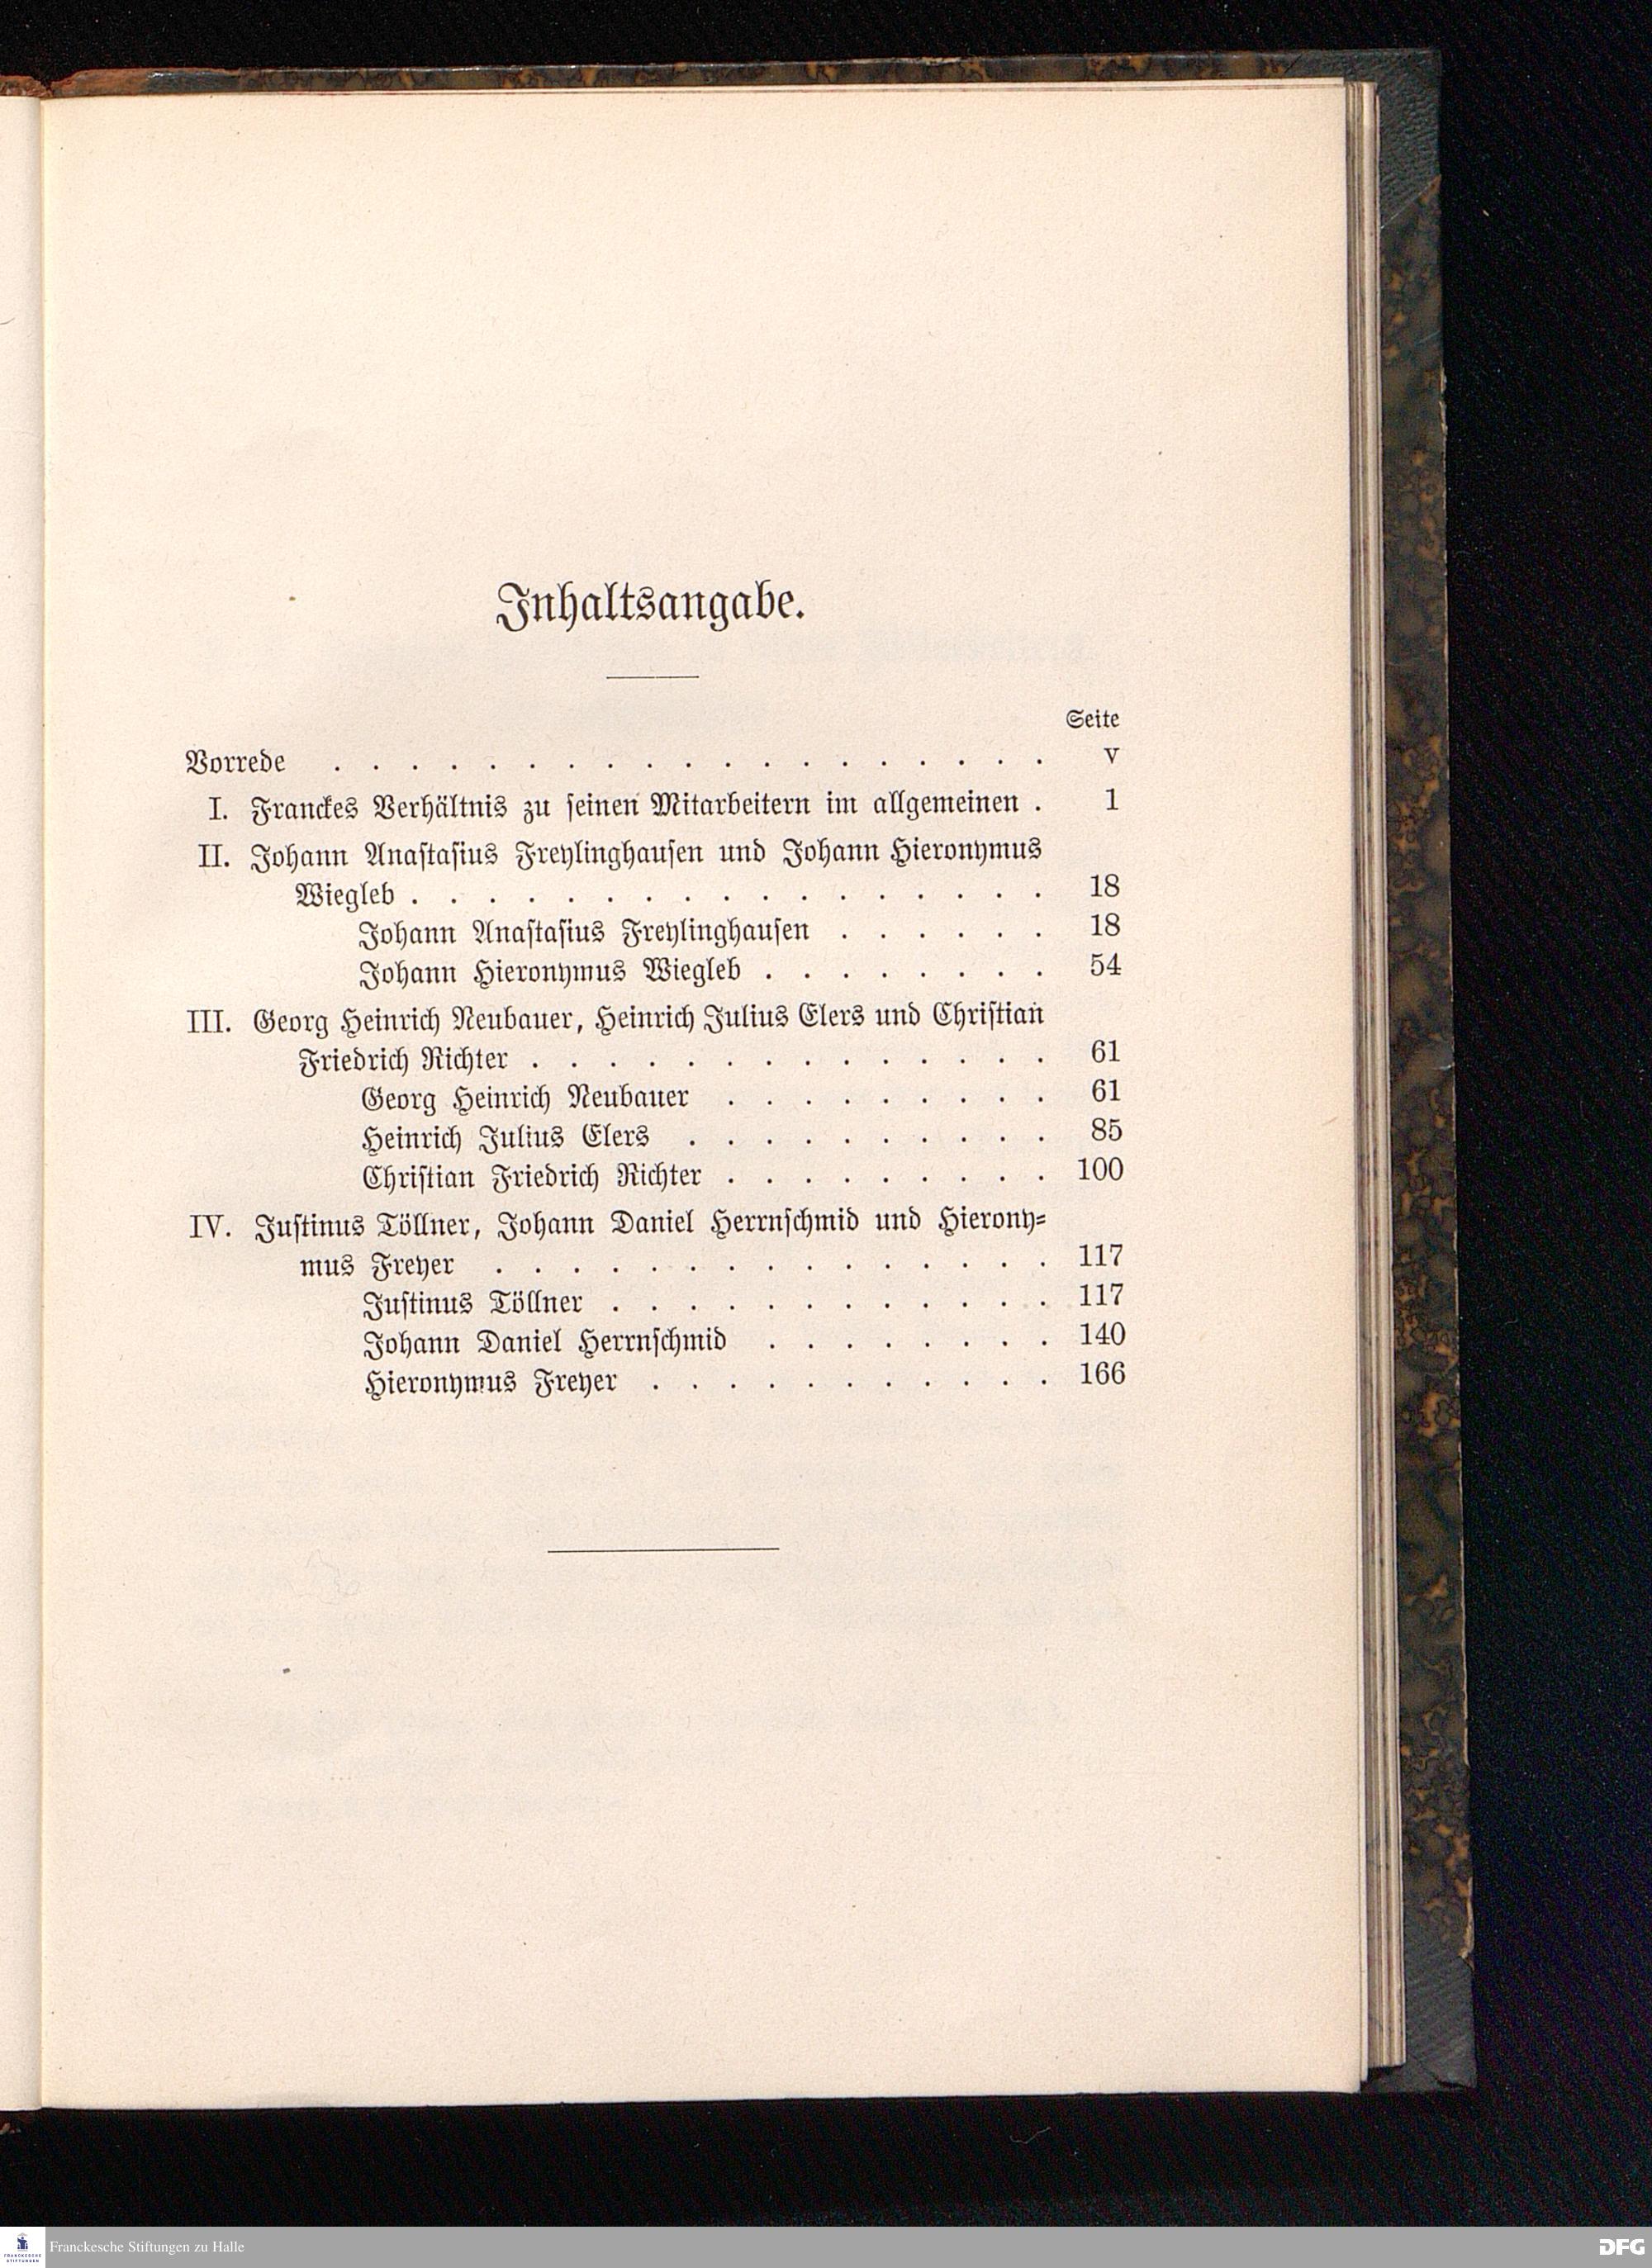 Inhaltsangabe.
Seite
Vorrede . . . . . . . . . . . . . . . . . . . V
I. Franckes Verhältnis zu seinen Mitarbeitern im allgemeinen . 1
II. Johann Anastasius Freylinghausen und Johann Hieronymus
Wiegleb . . . . . . . . . . . . . . . . . 18
Johann Anastasius Freylinghausen . . . . . . 18
Johann Hieronymus Wiegleb . . . . . . . . 54
III. Georg Heinrich Neubauer, Heinrich Julius Elers und Christian
Friedrich Richter . . . . . . . . . . . . . . 61
Georg Heinrich Neubauer . . . . . . . . . 61
Heinrich Julius Elers . . . . . . . . . . 85
Christian Friedrich Richter . . . . . . . . . 100
IV. Justinus Töllner, Johann Daniel Herrnschmid und Hierony=
mus Freyer . . . . . . . . . . . . . . . 117
Justinus Töllner . . . . . . . . . . . . 117
Johann Daniel Herrnschmid . . . . . . . . 140
Hieronymus Freyer . . . . . . . . . . . 166
FRANCKESCHE
STIFTUNGEN
Franckesche Stiftungen zu Halle
DFG